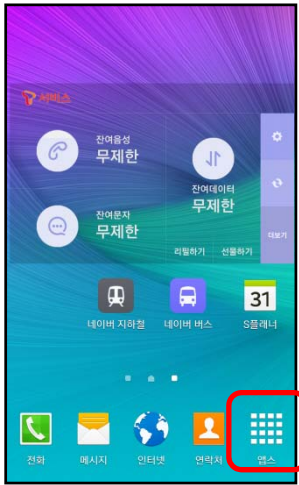 T 서비스
잔여음성
무제한
잔여데이터
무제한
잔여문자
무제한
더보기
리필하기 선물하기
31
네이버 지하철 네이버 버스 S플래너
전화 메시지 인터넷 연락처 앱스